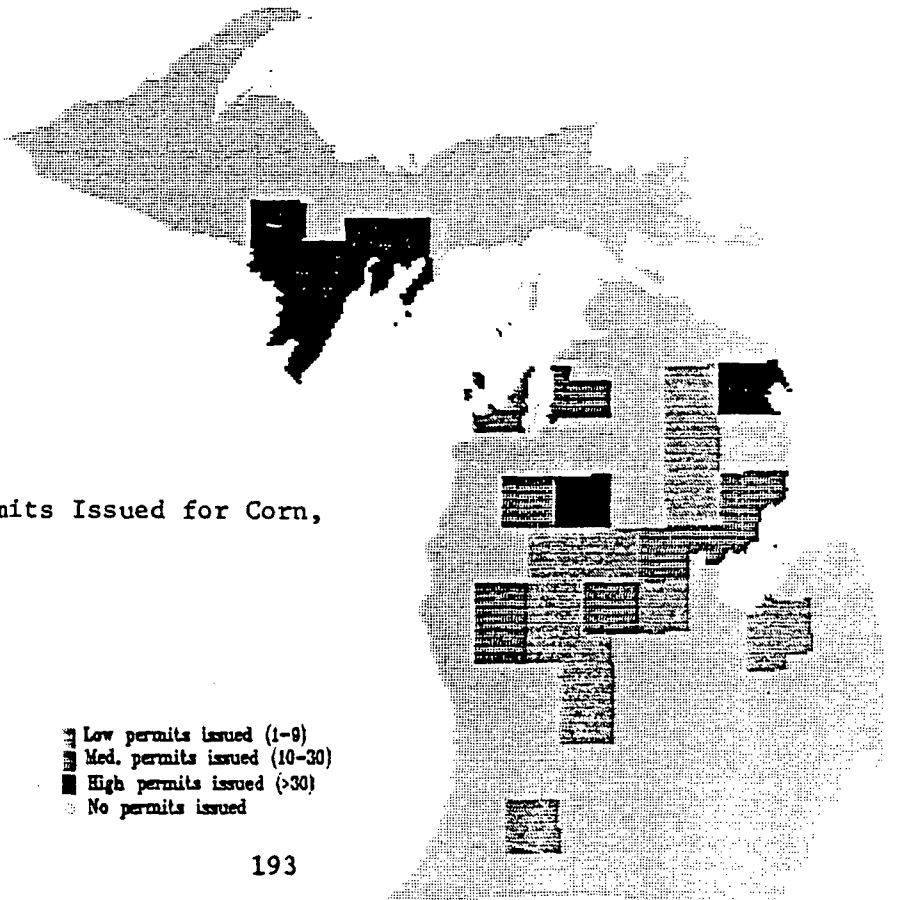 mits Issued for Corn,
Low permits issued (1-9)
Med. permits issued (10-30)
High permits issued (>30)
No permits issued
193